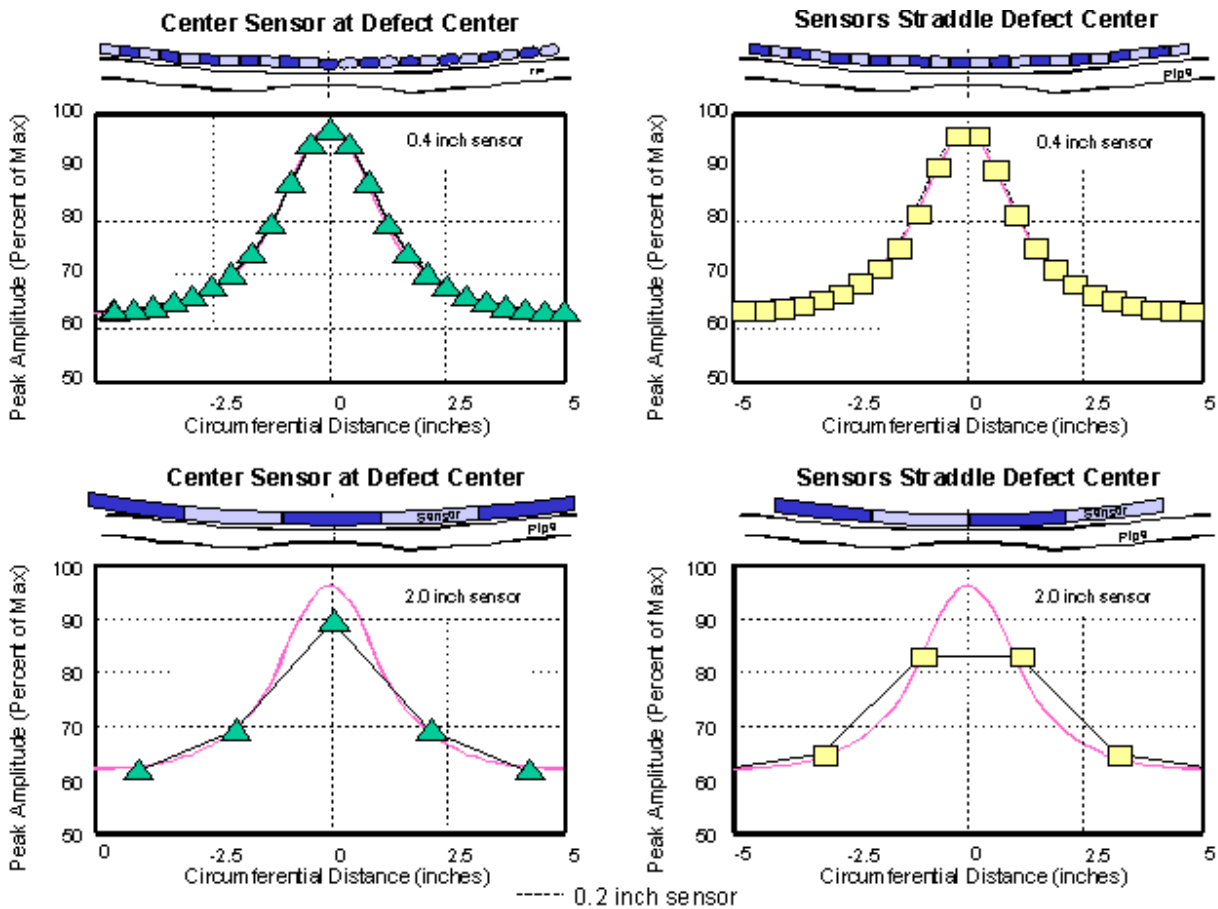 Center Sensor at Defect Center
Pipe
Peak Amplitude (Percent of Max)
100
90
80
70
60
50
0.4 inch sensor
-2.5 0 2.5 5
Circumferential Distance (inches)
Sensors Straddle Defect Center
Pipe
Peak Amplitude (Percent of Max)
100
90
80
70
60
50
0.4 inch sensor
-5 -2.5 0 2.5 5
Circumferential Distance (inches)
Center Sensor at Defect Center
Sensor
Pipe
Peak Amplitude (Percent of Max)
100
90
80
70
60
50
2.0 inch sensor
0 -2.5 0 2.5 5
Circumferential Distance (inches)
Sensors Straddle Defect Center
Sensor
Pipe
Peak Amplitude (Percent of Max)
100
90
80
70
60
50
2.0 inch sensor
-5 -2.5 0 2.5 5
Circumferential Distance (inches)
0.2 inch sensor